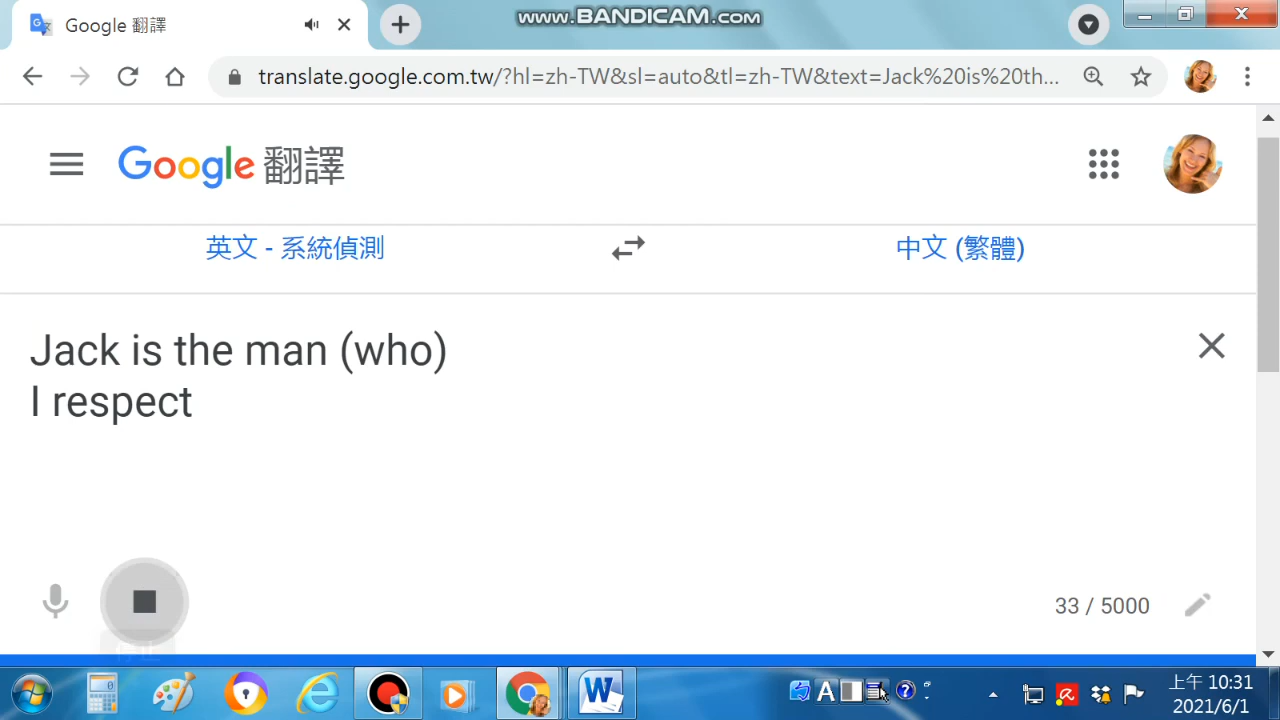 Google 翻譯
www.BANDICAM.com
translate.google.com.tw/?hl=zh-TW&sl=auto&tl=zh-TW&text=Jack%20is%20th...
Google 翻譯
英文 - 系統偵測
中文 (繁體)
Jack is the man (who)
I respect
33 / 5000
停止
上午 10:31
2021/6/1